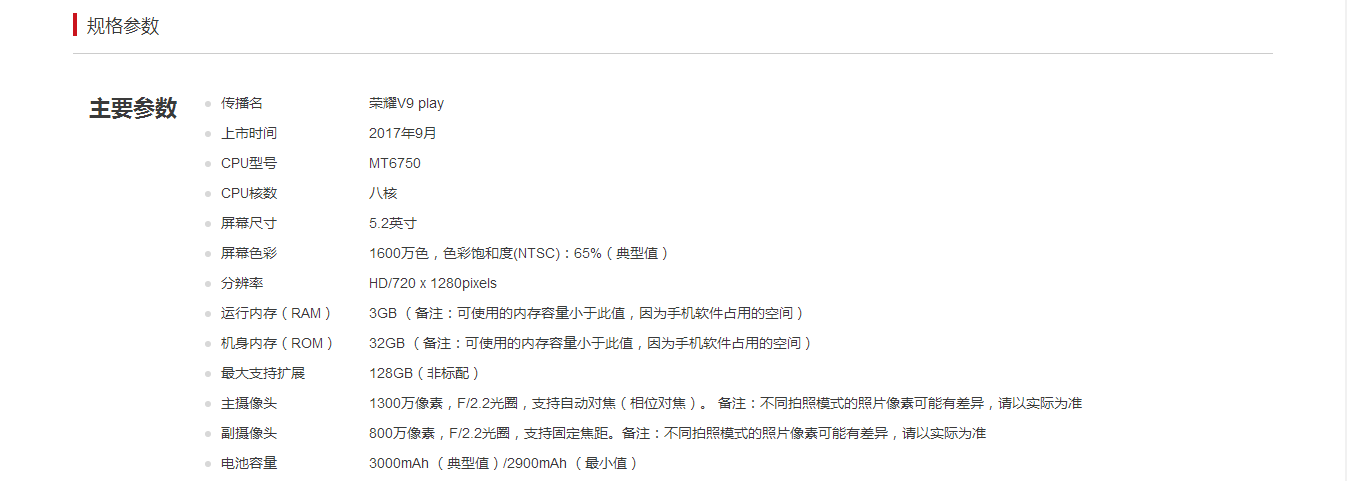 规格参数
主要参数
传播名 荣耀V9 play
上市时间 2017年9月
CPU型号 MT6750
CPU核数 八核
屏幕尺寸 5.2英寸
屏幕色彩 1600万色，色彩饱和度(NTSC)：65%（典型值）
分辨率 HD/720 x 1280pixels
运行内存（RAM） 3GB （备注：可使用的内存容量小于此值，因为手机软件占用的空间）
机身内存（ROM） 32GB （备注：可使用的内存容量小于此值，因为手机软件占用的空间）
最大支持扩展 128GB（非标配）
主摄像头 1300万像素，F/2.2光圈，支持自动对焦（相位对焦）。 备注：不同拍照模式的照片像素可能有差异，请以实际为准
副摄像头 800万像素，F/2.2光圈，支持固定焦距。备注：不同拍照模式的照片像素可能有差异，请以实际为准
电池容量 3000mAh （典型值）/2900mAh （最小值）